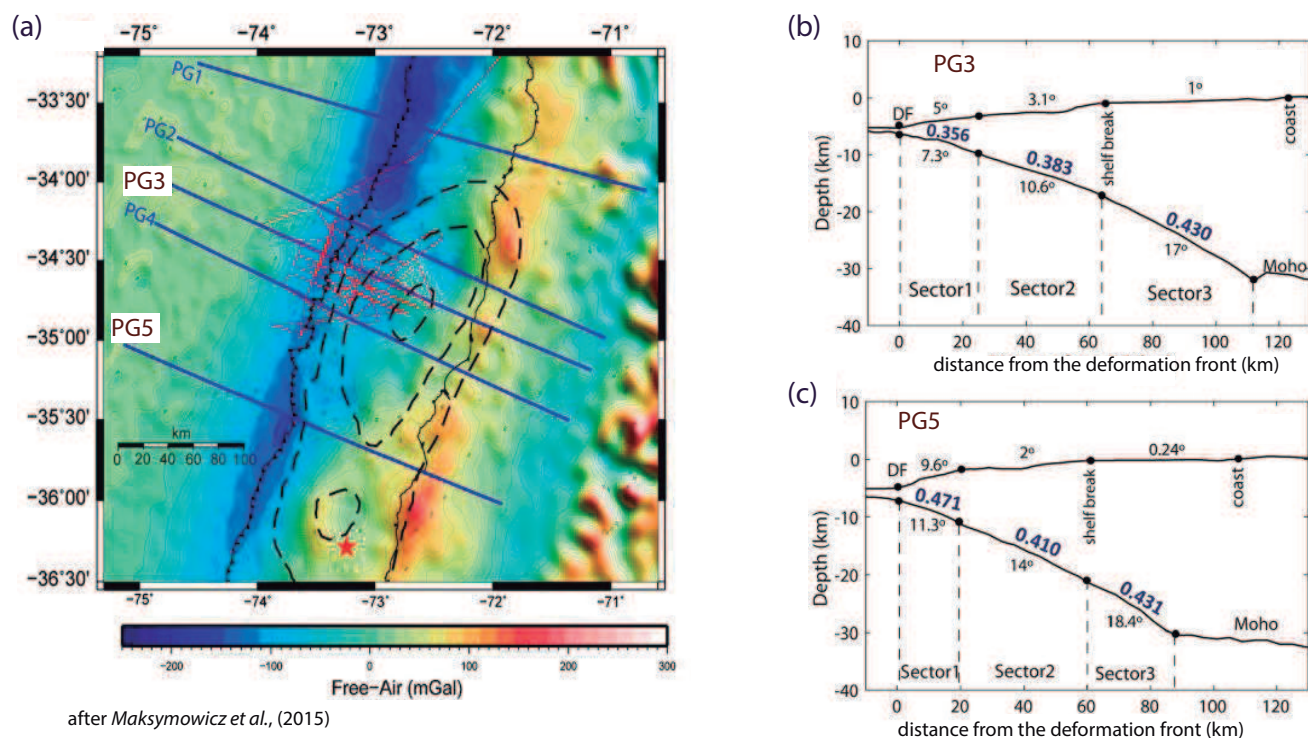 (a)
−75° −74° −73° −72° −71°
−33°30'
−34°00'
−34°30'
−35°00'
−35°30'
−36°00'
−36°30'
PG1
PG2
PG3
PG4
PG5
km
0 20 40 60 80 100
−75° −74° −73° −72° −71°
−200 −100 0 100 200 300
Free−Air (mGal)
after Maksymowicz et al., (2015)
(b)
PG3
Depth (km)
10
0
-10
-20
-30
-40
DF
5°
3.1°
1°
0.356
7.3°
0.383
10.6°
0.430
17°
shelf break
coast
Moho
Sector1 Sector2 Sector3
0 20 40 60 80 100 120
distance from the deformation front (km)
(c)
PG5
Depth (km)
10
0
-10
-20
-30
-40
DF
9.6°
2°
0.24°
0.471
11.3°
0.410
14°
0.431
18.4°
shelf break
coast
Moho
Sector1 Sector2 Sector3
0 20 40 60 80 100 120
distance from the deformation front (km)